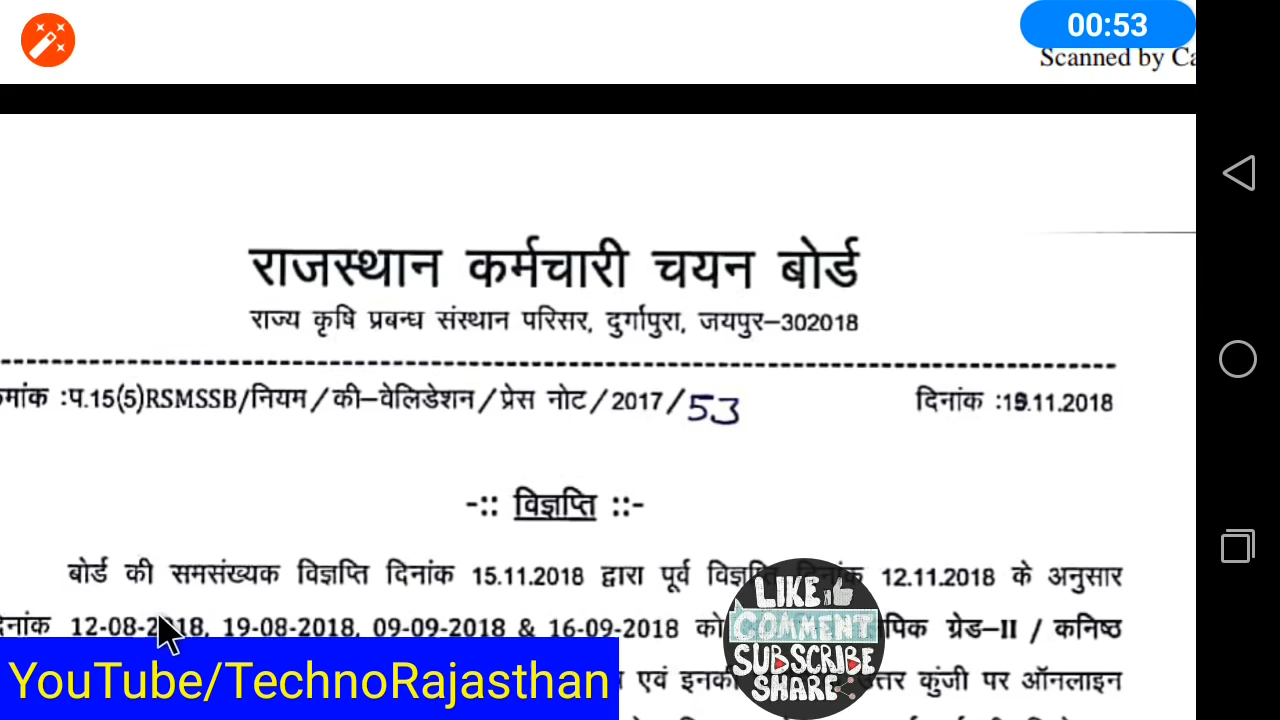 00:53
Scanned by Ca
राजस्थान कर्मचारी चयन बोर्ड
राज्य कृषि प्रबन्ध संस्थान परिसर, दुर्गापुरा, जयपुर–302018
मांक :प.15(5)RSMSSB/नियम/की–वेलिडेशन/प्रेस नोट/2017/53 दिनांक :19.11.2018
-:: विज्ञप्ति ::-
बोर्ड की समसंख्यक विज्ञप्ति दिनांक 15.11.2018 द्वारा पूर्व विज्ञप्ति दिनांक 12.11.2018 के अनुसार
दिनांक 12-08-2018, 19-08-2018, 09-09-2018 & 16-09-2018 को पिक ग्रेड–II / कनिष्ठ
एवं इनकी उत्तर कुंजी पर ऑनलाइन
LIKE
COMMENT
SUBSCRIBE
SHARE
YouTube/TechnoRajasthan